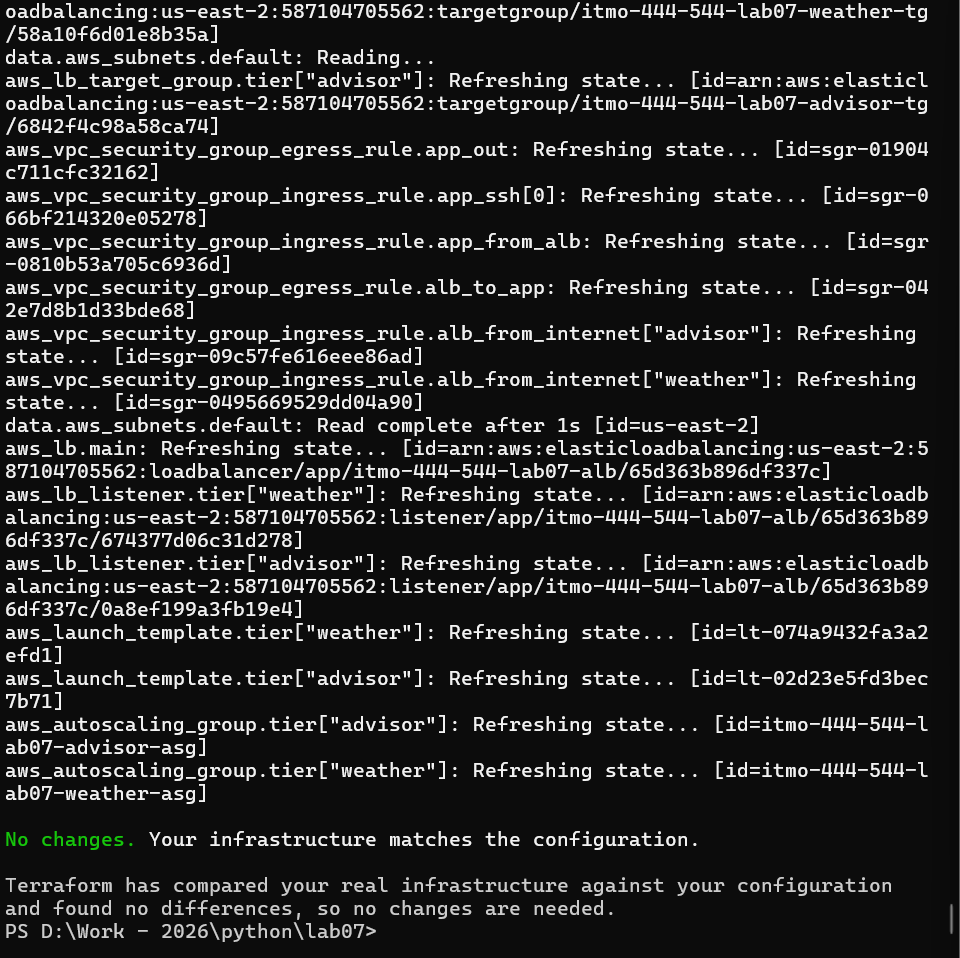 oadbalancing:us-east-2:587104705562:targetgroup/itmo-444-544-lab07-weather-tg
/58a10f6d01e8b35a]
data.aws_subnets.default: Reading...
aws_lb_target_group.tier["advisor"]: Refreshing state... [id=arn:aws:elasticl
oadbalancing:us-east-2:587104705562:targetgroup/itmo-444-544-lab07-advisor-tg
/6842f4c98a58ca74]
aws_vpc_security_group_egress_rule.app_out: Refreshing state... [id=sgr-01904
c711cfc32162]
aws_vpc_security_group_ingress_rule.app_ssh[0]: Refreshing state... [id=sgr-0
66bf214320e05278]
aws_vpc_security_group_ingress_rule.app_from_alb: Refreshing state... [id=sgr
-0810b53a705c6936d]
aws_vpc_security_group_egress_rule.alb_to_app: Refreshing state... [id=sgr-04
2e7d8b1d33bde68]
aws_vpc_security_group_ingress_rule.alb_from_internet["advisor"]: Refreshing
state... [id=sgr-09c57fe616eee86ad]
aws_vpc_security_group_ingress_rule.alb_from_internet["weather"]: Refreshing
state... [id=sgr-0495669529dd04a90]
data.aws_subnets.default: Read complete after 1s [id=us-east-2]
aws_lb.main: Refreshing state... [id=arn:aws:elasticloadbalancing:us-east-2:5
87104705562:loadbalancer/app/itmo-444-544-lab07-alb/65d363b896df337c]
aws_lb_listener.tier["weather"]: Refreshing state... [id=arn:aws:elasticloadb
alancing:us-east-2:587104705562:listener/app/itmo-444-544-lab07-alb/65d363b89
6df337c/674377d06c31d278]
aws_lb_listener.tier["advisor"]: Refreshing state... [id=arn:aws:elasticloadb
alancing:us-east-2:587104705562:listener/app/itmo-444-544-lab07-alb/65d363b89
6df337c/0a8ef199a3fb19e4]
aws_launch_template.tier["weather"]: Refreshing state... [id=lt-074a9432fa3a2
efd1]
aws_launch_template.tier["advisor"]: Refreshing state... [id=lt-02d23e5fd3bec
7b71]
aws_autoscaling_group.tier["advisor"]: Refreshing state... [id=itmo-444-544-l
ab07-advisor-asg]
aws_autoscaling_group.tier["weather"]: Refreshing state... [id=itmo-444-544-l
ab07-weather-asg]
No changes. Your infrastructure matches the configuration.
Terraform has compared your real infrastructure against your configuration
and found no differences, so no changes are needed.
PS D:\Work - 2026\python\lab07>